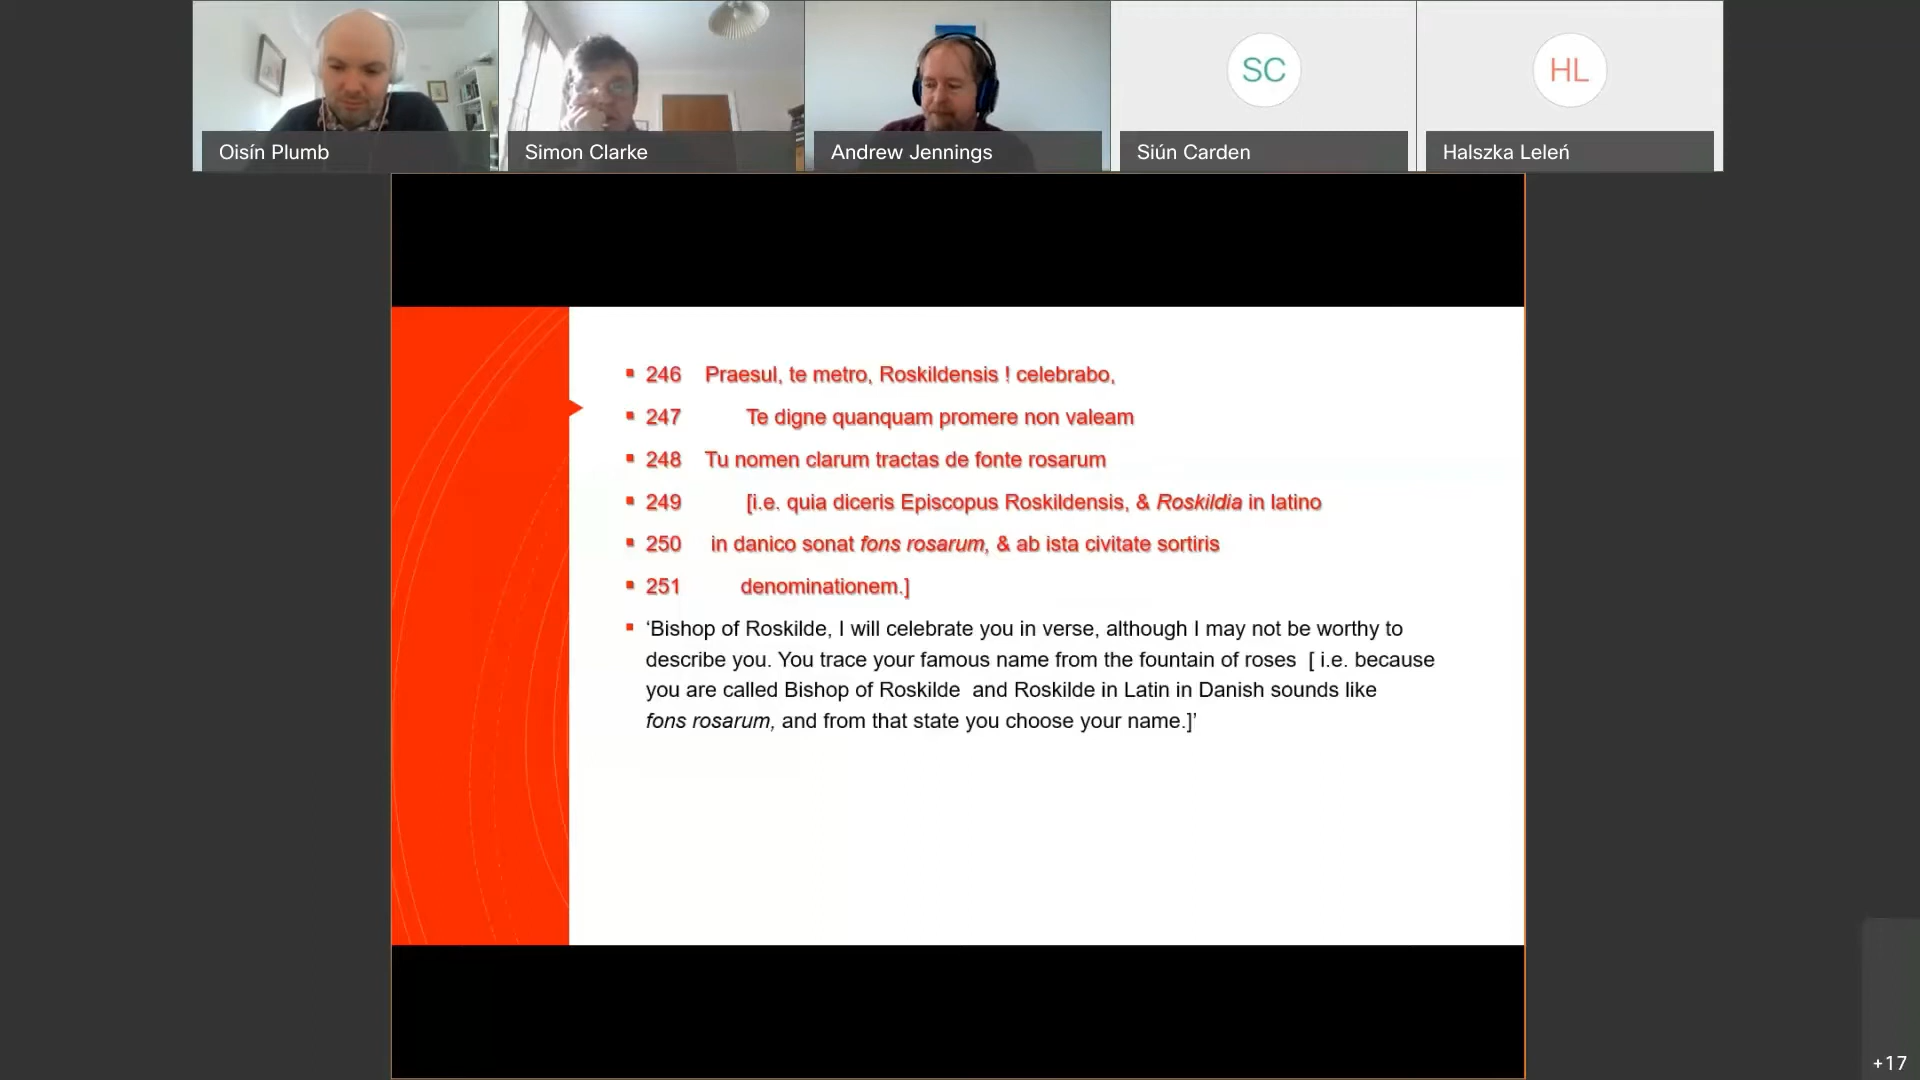 Oisín Plumb
Simon Clarke
Andrew Jennings
SC
Siún Carden
HL
Halszka Leleń
246 Praesul, te metro, Roskildensis ! celebrabo,
247 Te digne quanquam promere non valeam
248 Tu nomen clarum tractas de fonte rosarum
249 [i.e. quia diceris Episcopus Roskildensis, & Roskildia in latino
250 in danico sonat fons rosarum, & ab ista civitate sortiris
251 denominationem.]
‘Bishop of Roskilde, I will celebrate you in verse, although I may not be worthy to
describe you. You trace your famous name from the fountain of roses [ i.e. because
you are called Bishop of Roskilde and Roskilde in Latin in Danish sounds like
fons rosarum, and from that state you choose your name.]’
+17